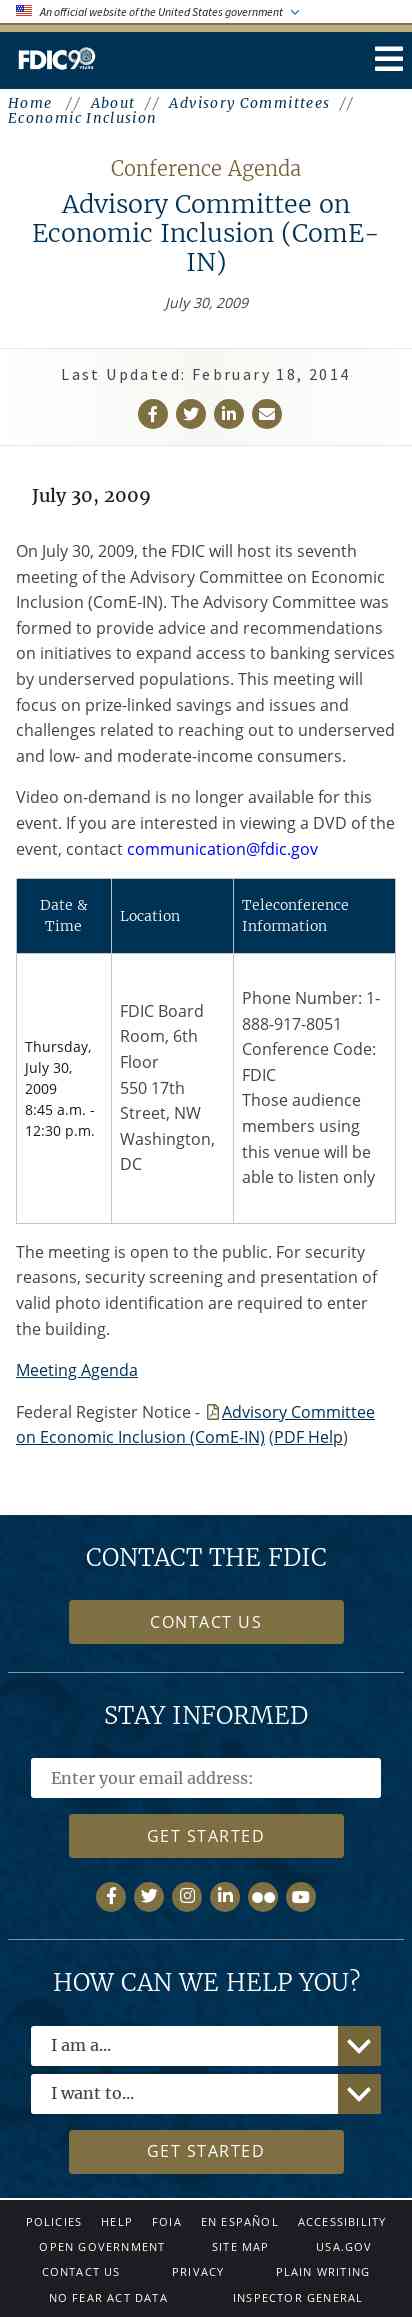 An official website of the United States government
FDIC90
YEARS
Home // About // Advisory Committees //
Economic Inclusion
Conference Agenda
Advisory Committee on
Economic Inclusion (ComE-
IN)
July 30, 2009
Last Updated: February 18, 2014
July 30, 2009
On July 30, 2009, the FDIC will host its seventh
meeting of the Advisory Committee on Economic
Inclusion (ComE-IN). The Advisory Committee was
formed to provide advice and recommendations
on initiatives to expand access to banking services
by underserved populations. This meeting will
focus on prize-linked savings and issues and
challenges related to reaching out to underserved
and low- and moderate-income consumers.
Video on-demand is no longer available for this
event. If you are interested in viewing a DVD of the
event, contact communication@fdic.gov
Date &
Time
Location
Teleconference
Information
Thursday,
July 30,
2009
8:45 a.m. -
12:30 p.m.
FDIC Board
Room, 6th
Floor
550 17th
Street, NW
Washington,
DC
Phone Number: 1-
888-917-8051
Conference Code:
FDIC
Those audience
members using
this venue will be
able to listen only
The meeting is open to the public. For security
reasons, security screening and presentation of
valid photo identification are required to enter
the building.
Meeting Agenda
Federal Register Notice - Advisory Committee
on Economic Inclusion (ComE-IN) (PDF Help)
CONTACT THE FDIC
CONTACT US
STAY INFORMED
Enter your email address:
GET STARTED
HOW CAN WE HELP YOU?
I am a...
I want to...
GET STARTED
POLICIES HELP FOIA EN ESPAÑOL ACCESSIBILITY
OPEN GOVERNMENT SITE MAP USA.GOV
CONTACT US PRIVACY PLAIN WRITING
NO FEAR ACT DATA INSPECTOR GENERAL